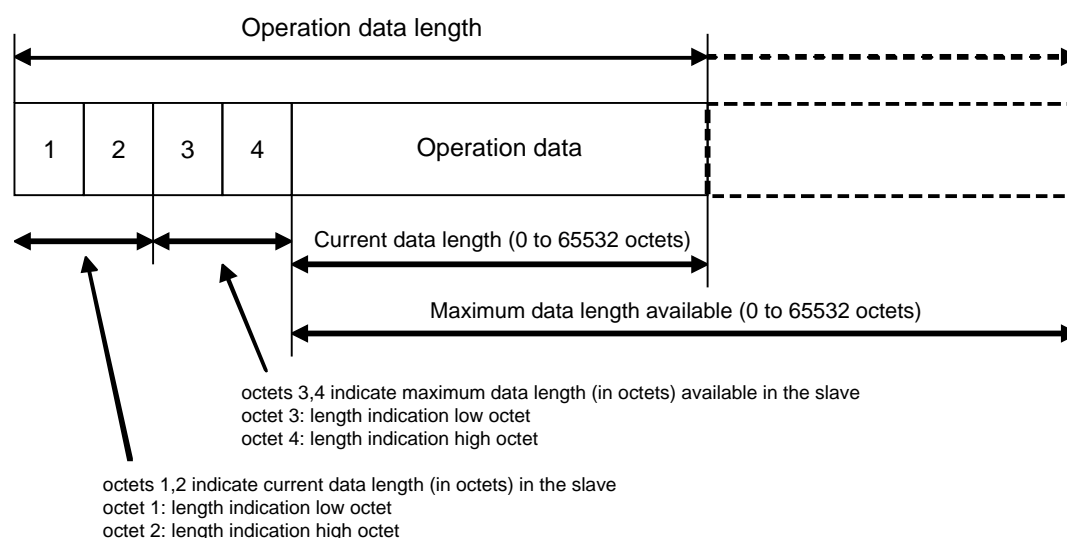 Operation data length
1 2 3 4 Operation data
Current data length (0 to 65532 octets)
Maximum data length available (0 to 65532 octets)
octets 3,4 indicate maximum data length (in octets) available in the slave
octet 3: length indication low octet
octet 4: length indication high octet
octets 1,2 indicate current data length (in octets) in the slave
octet 1: length indication low octet
octet 2: length indication high octet